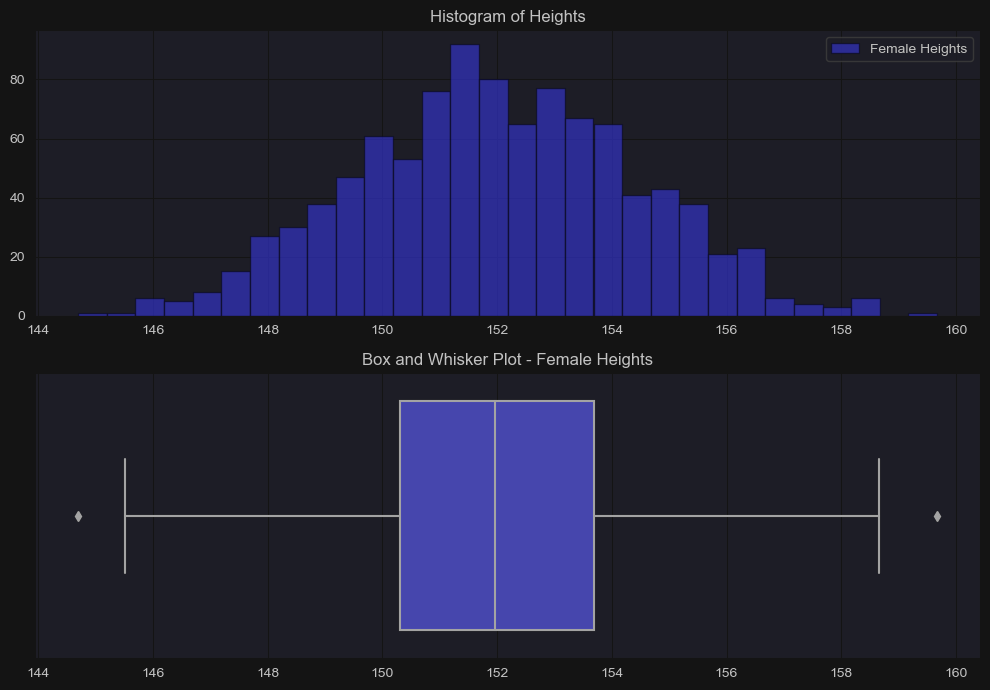 Histogram of Heights
Female Heights
80
60
40
20
0
144 146 148 150 152 154 156 158 160
Box and Whisker Plot - Female Heights
144 146 148 150 152 154 156 158 160